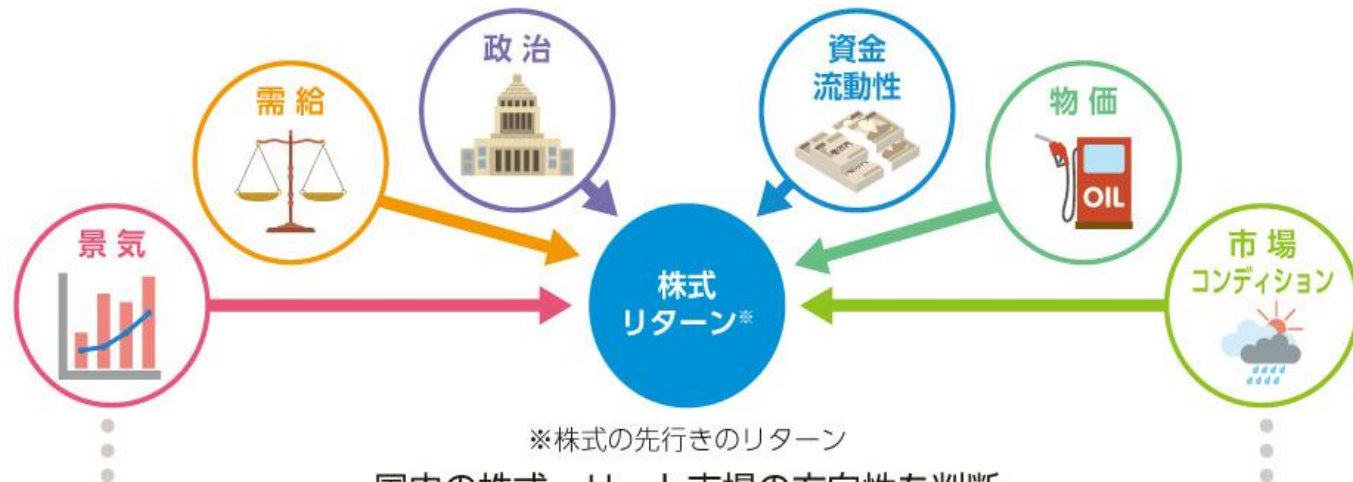 政治
資金
流動性
需給
物価
OIL
景気
市場
コンディション
株式
リターン※
※株式の先行きのリターン